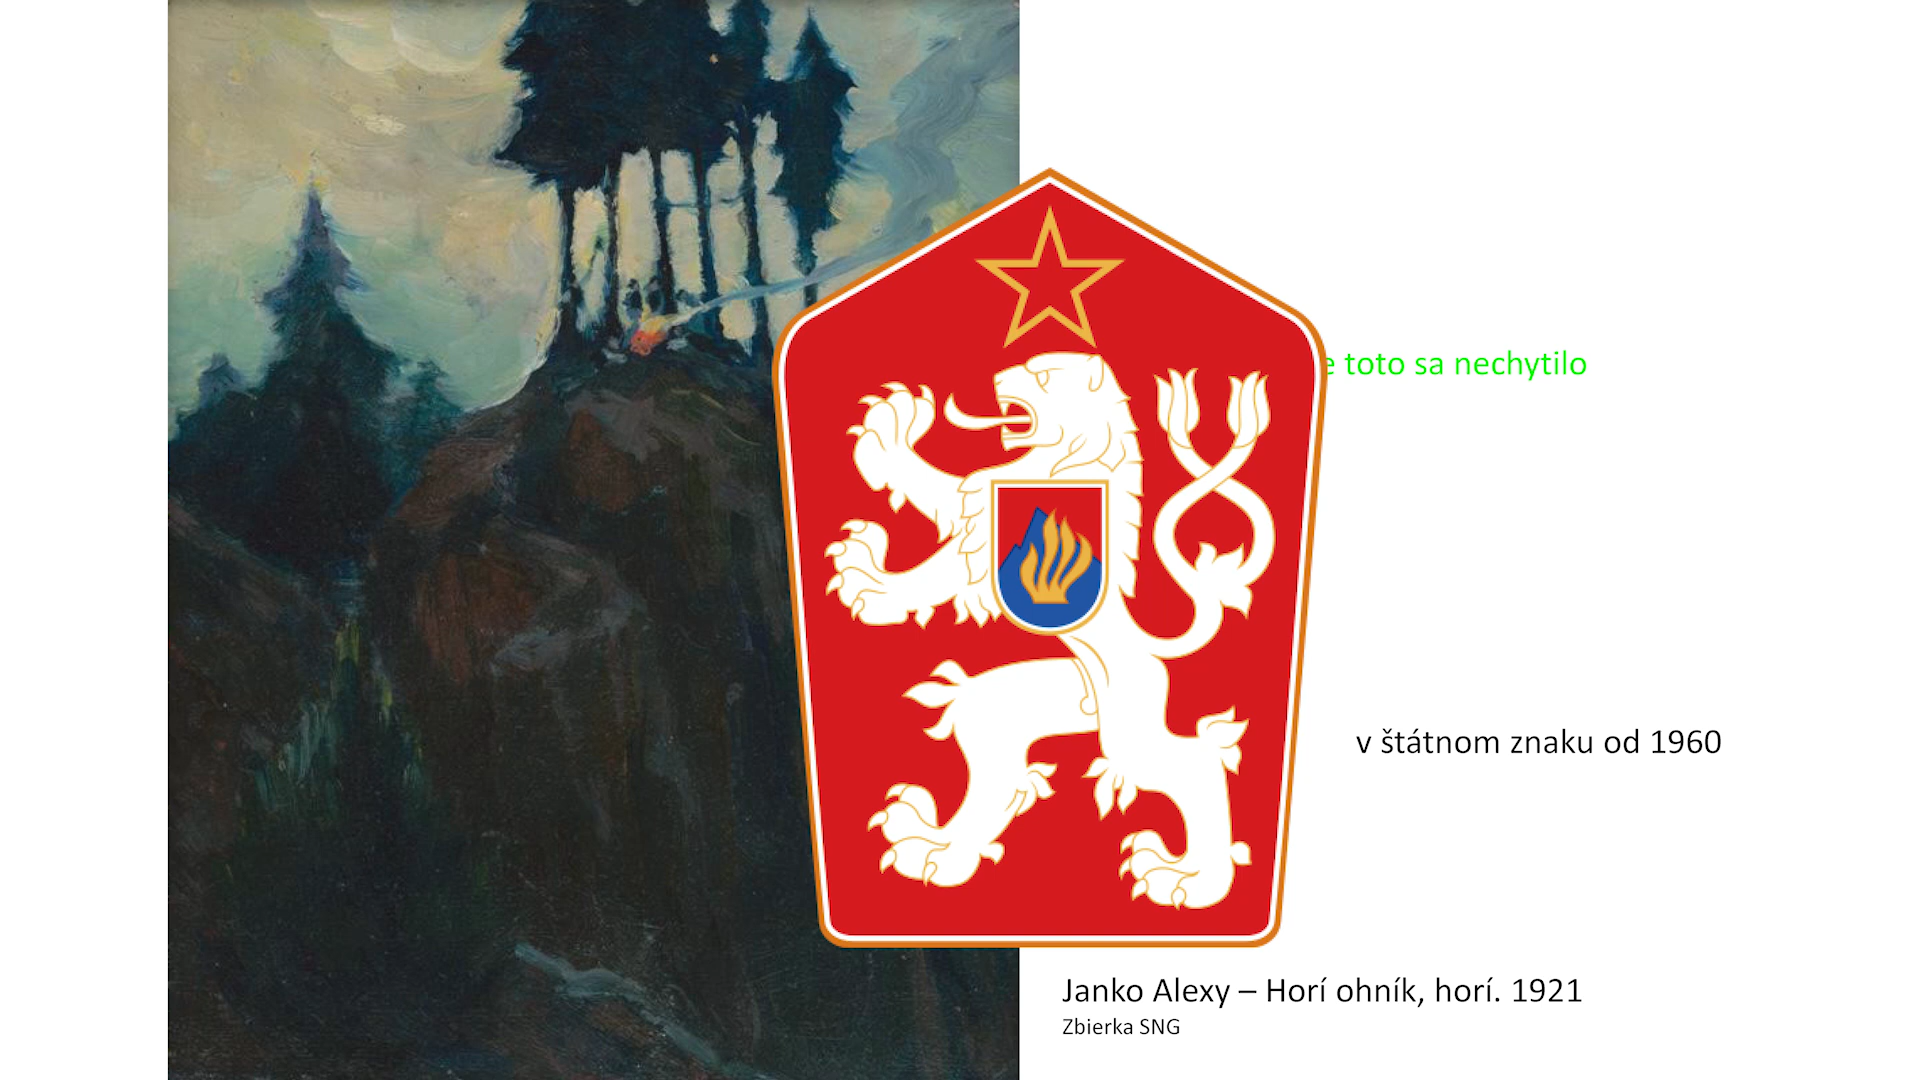 toto sa nechytilo
v štátnom znaku od 1960
Janko Alexy – Horí ohník, horí. 1921
Zbierka SNG